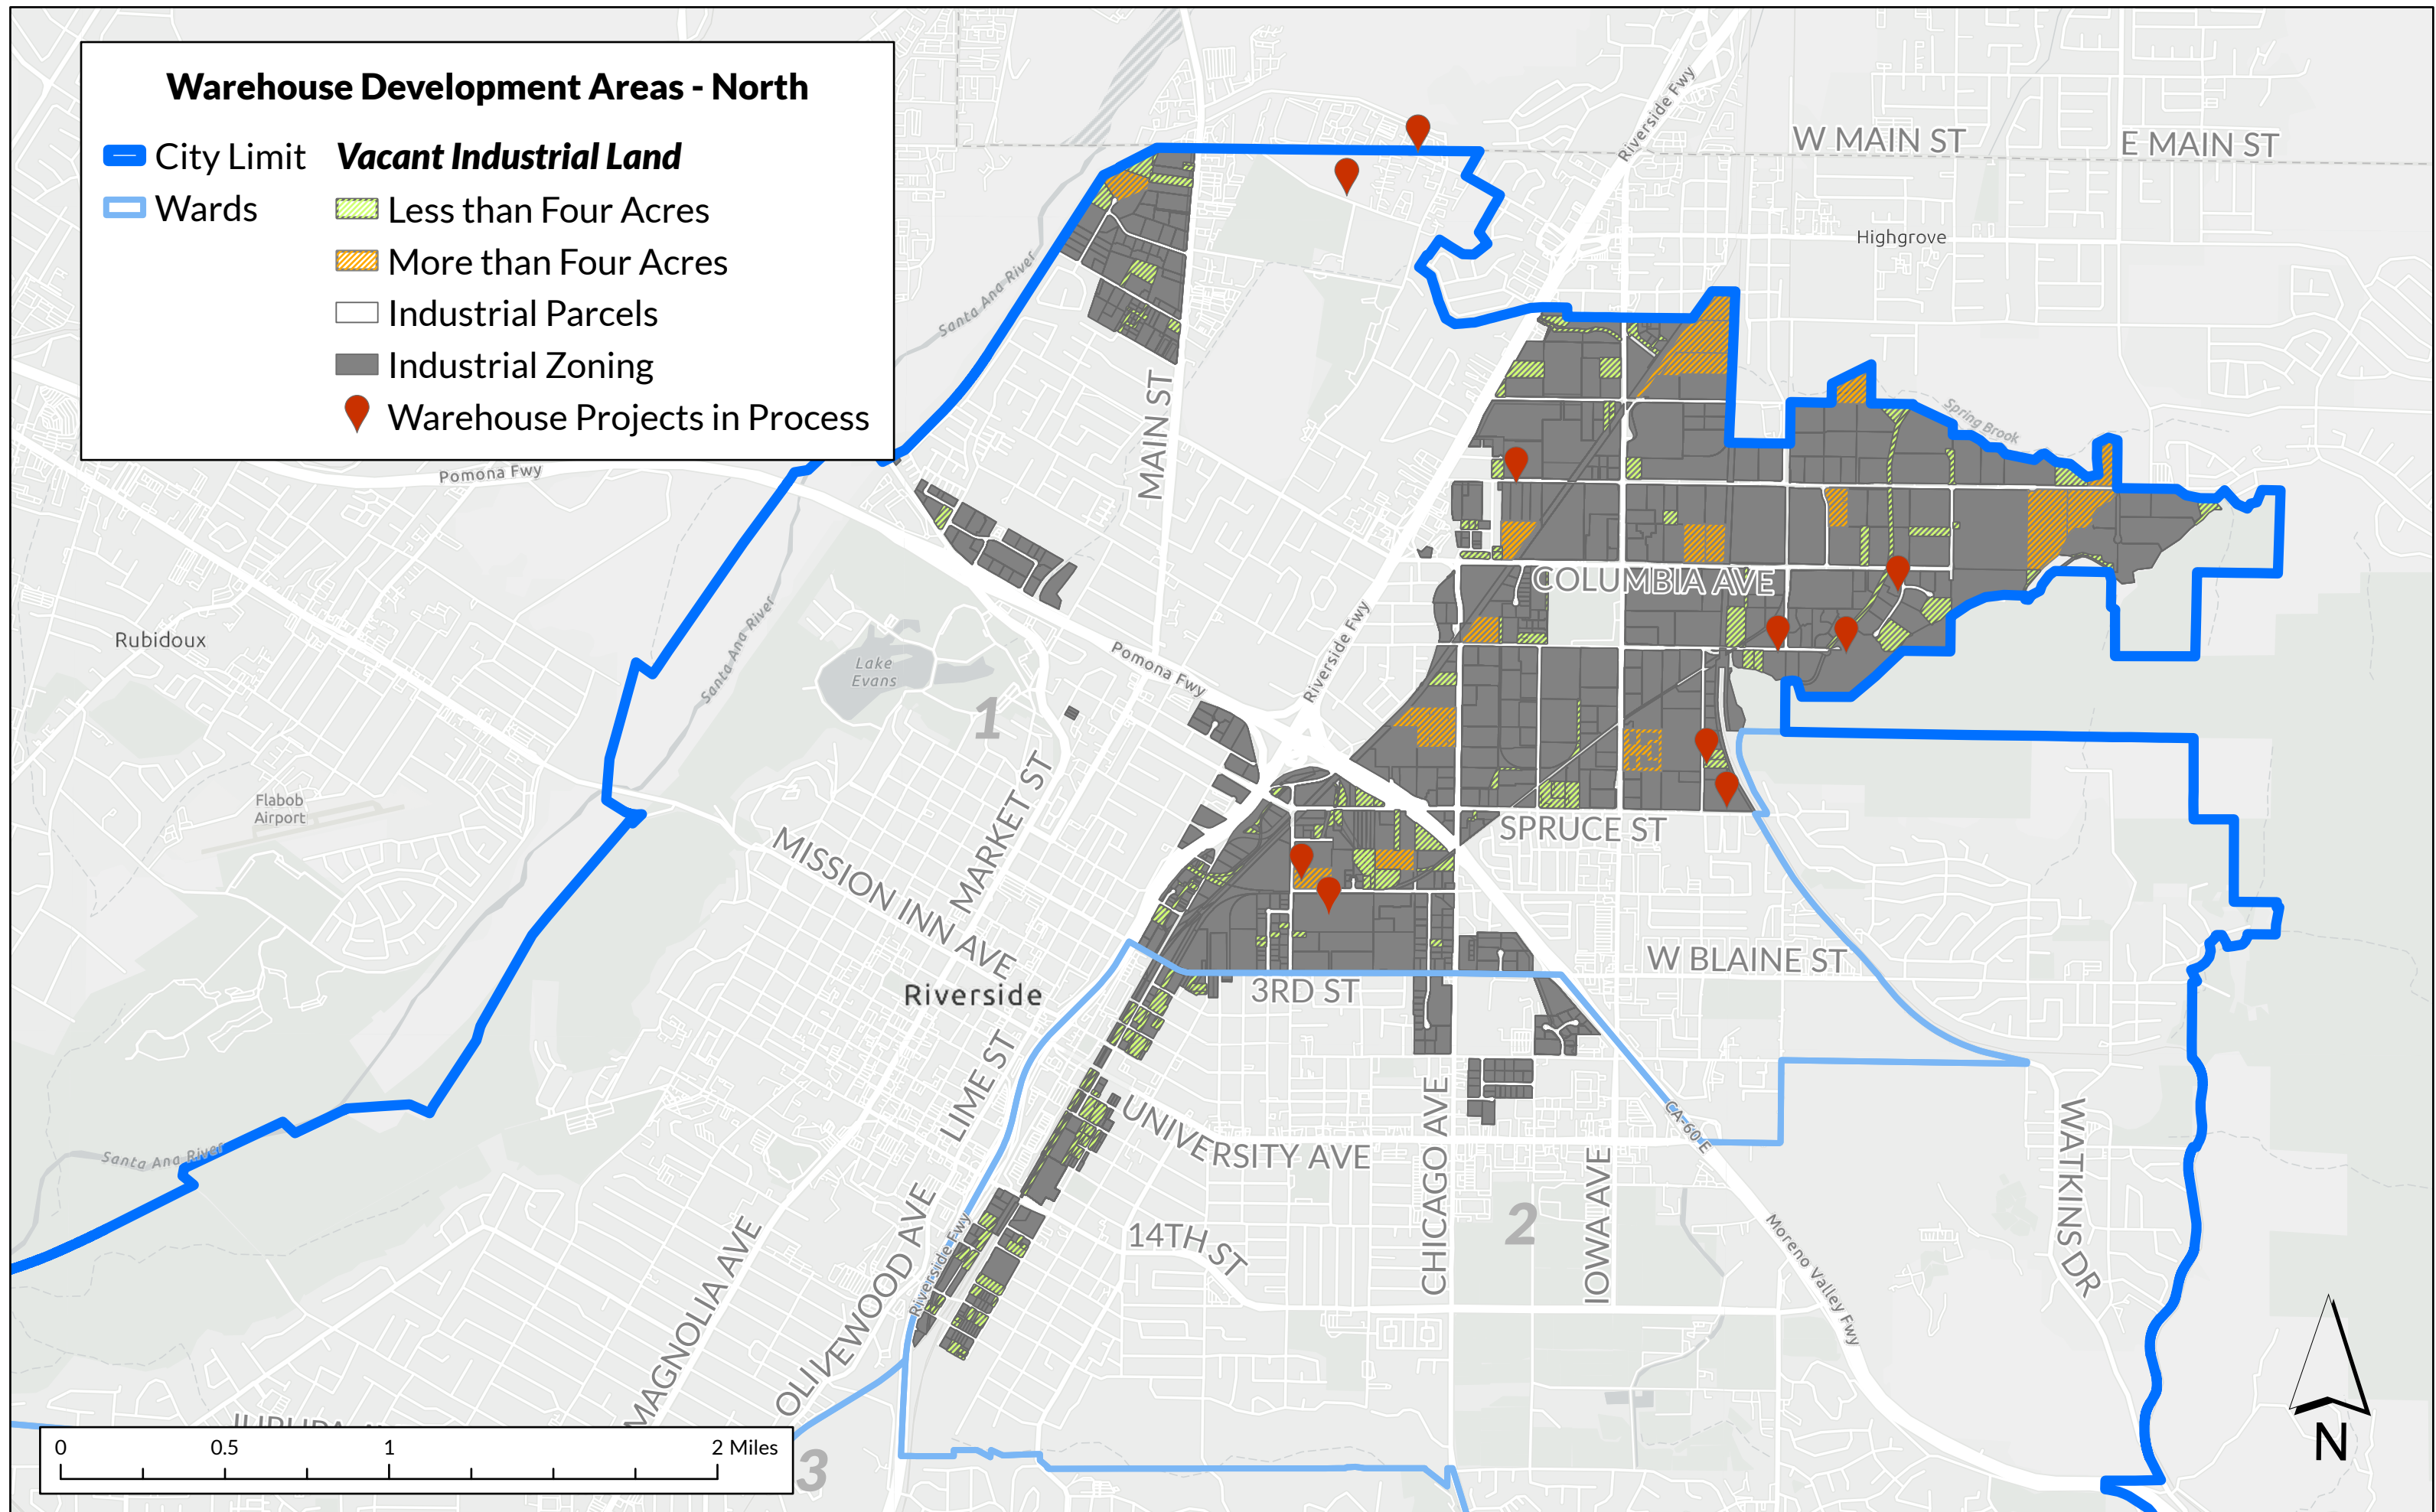 Warehouse Development Areas - North
City Limit
Wards
Vacant Industrial Land
Less than Four Acres
More than Four Acres
Industrial Parcels
Industrial Zoning
Warehouse Projects in Process
Riverside Fwy
W MAIN ST
E MAIN ST
Highgrove
Santa Ana River
MAIN ST
Spring Brook
Pomona Fwy
COLUMBIA AVE
Rubidoux
Santa Ana River
Lake
Evans
Pomona Fwy
Riverside Fwy
1
Flabob
Airport
MARKET ST
SPRUCE ST
MISSION INN AVE
Riverside
3RD ST
W BLAINE ST
LIME ST
UNIVERSITY AVE
CHICAGO AVE
CA-60 E
WATKINS DR
Santa Ana River
OLIVEWOOD AVE
Riverside Fwy
14TH ST
2
IOWA AVE
Moreno Valley Fwy
MAGNOLIA AVE
3
0 0.5 1 2 Miles
N